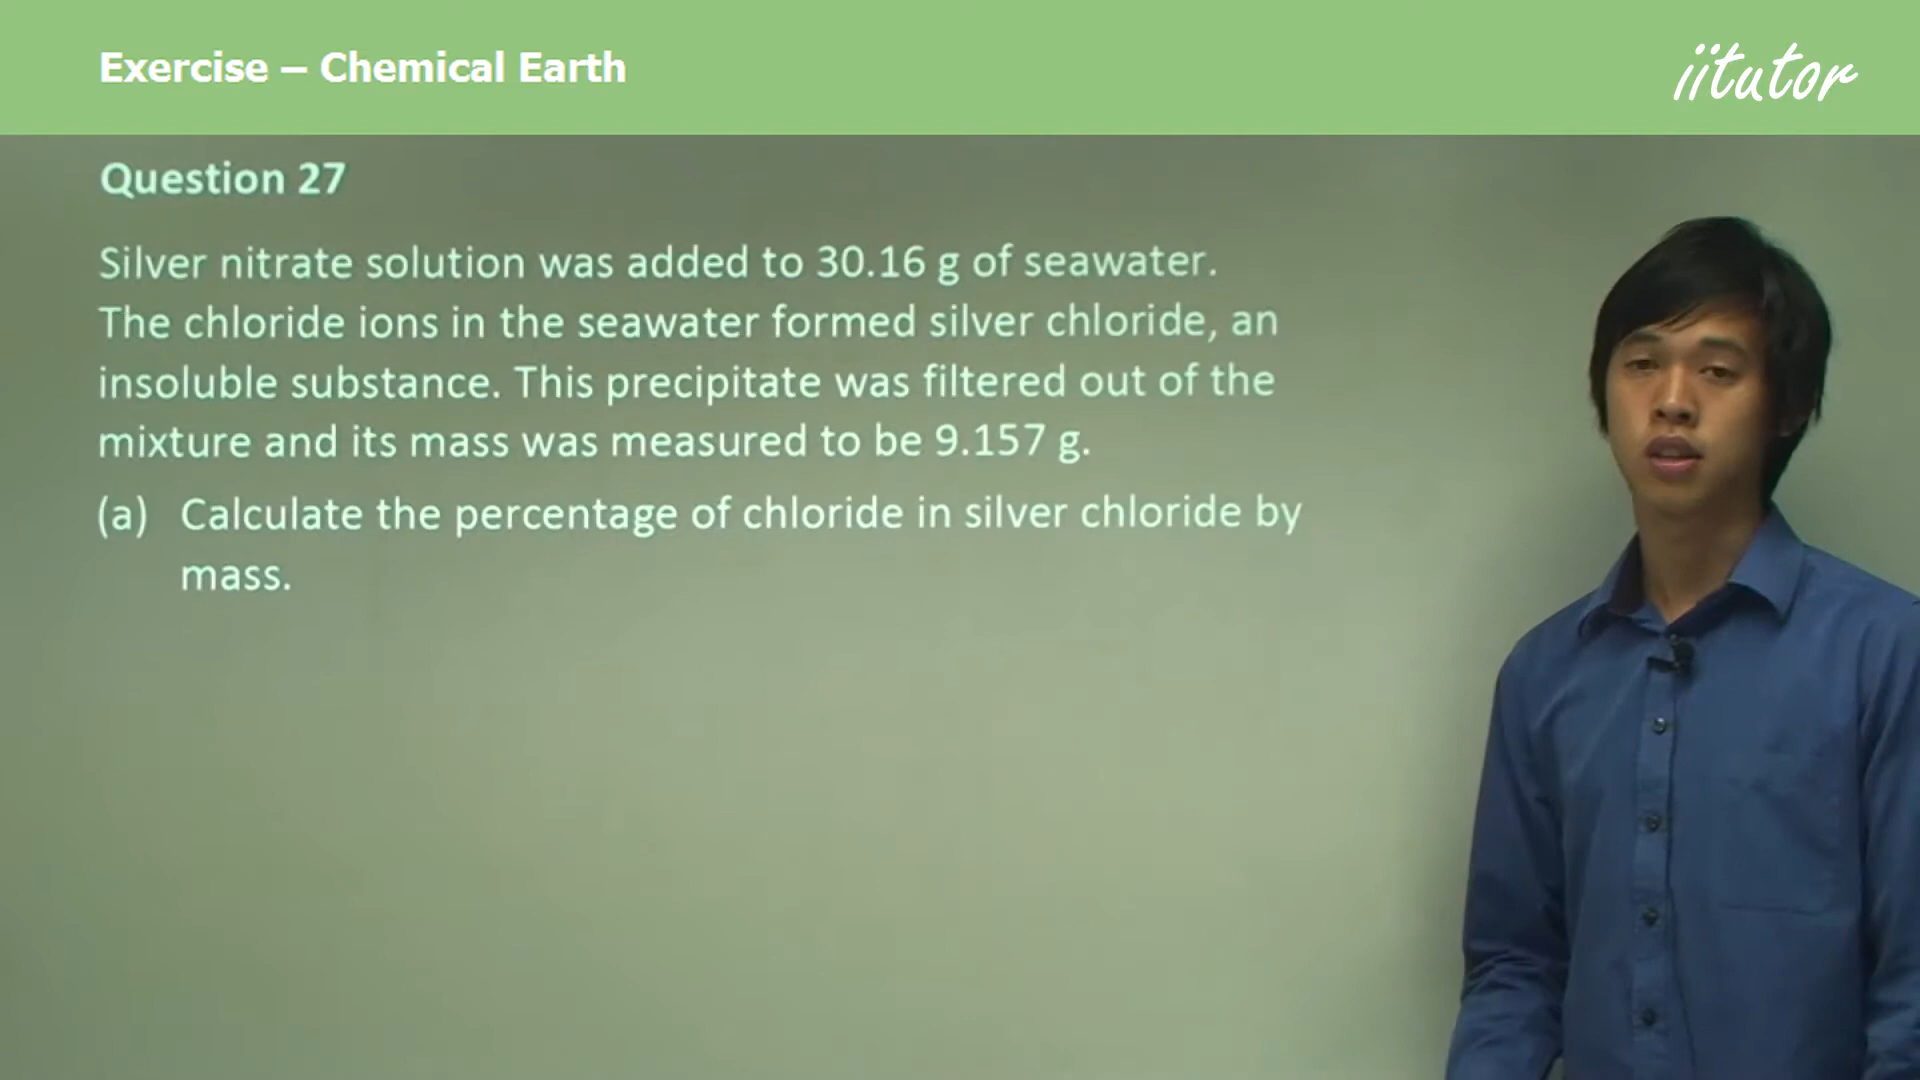 Exercise – Chemical Earth
iitutor
Question 27
Silver nitrate solution was added to 30.16 g of seawater.
The chloride ions in the seawater formed silver chloride, an
insoluble substance. This precipitate was filtered out of the
mixture and its mass was measured to be 9.157 g.
(a) Calculate the percentage of chloride in silver chloride by
mass.